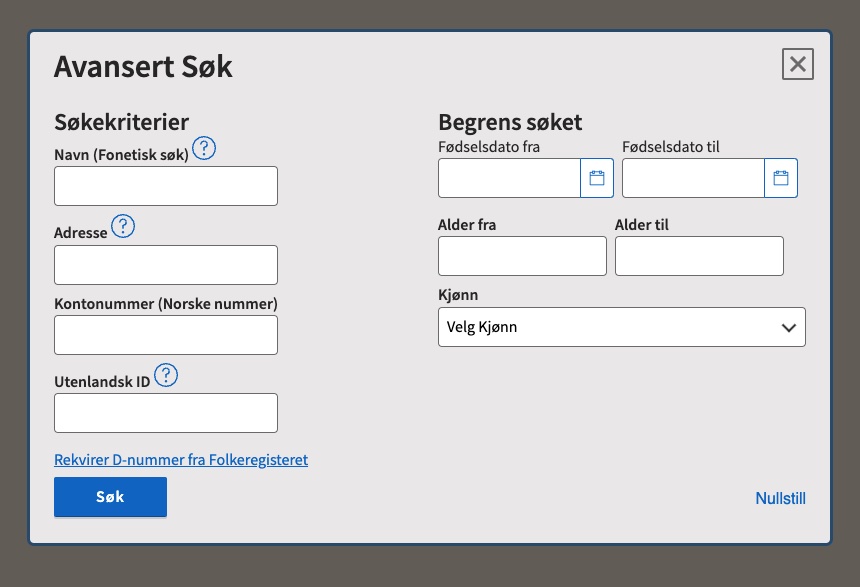 Avansert Søk
Søkekriterier
Navn (Fonetisk søk) ?
Adresse ?
Kontonummer (Norske nummer)
Utenlandsk ID ?
Rekvirer D-nummer fra Folkeregisteret
Søk
Begrens søket
Fødselsdato fra Fødselsdato til
Alder fra Alder til
Kjønn
Velg Kjønn
Nullstill